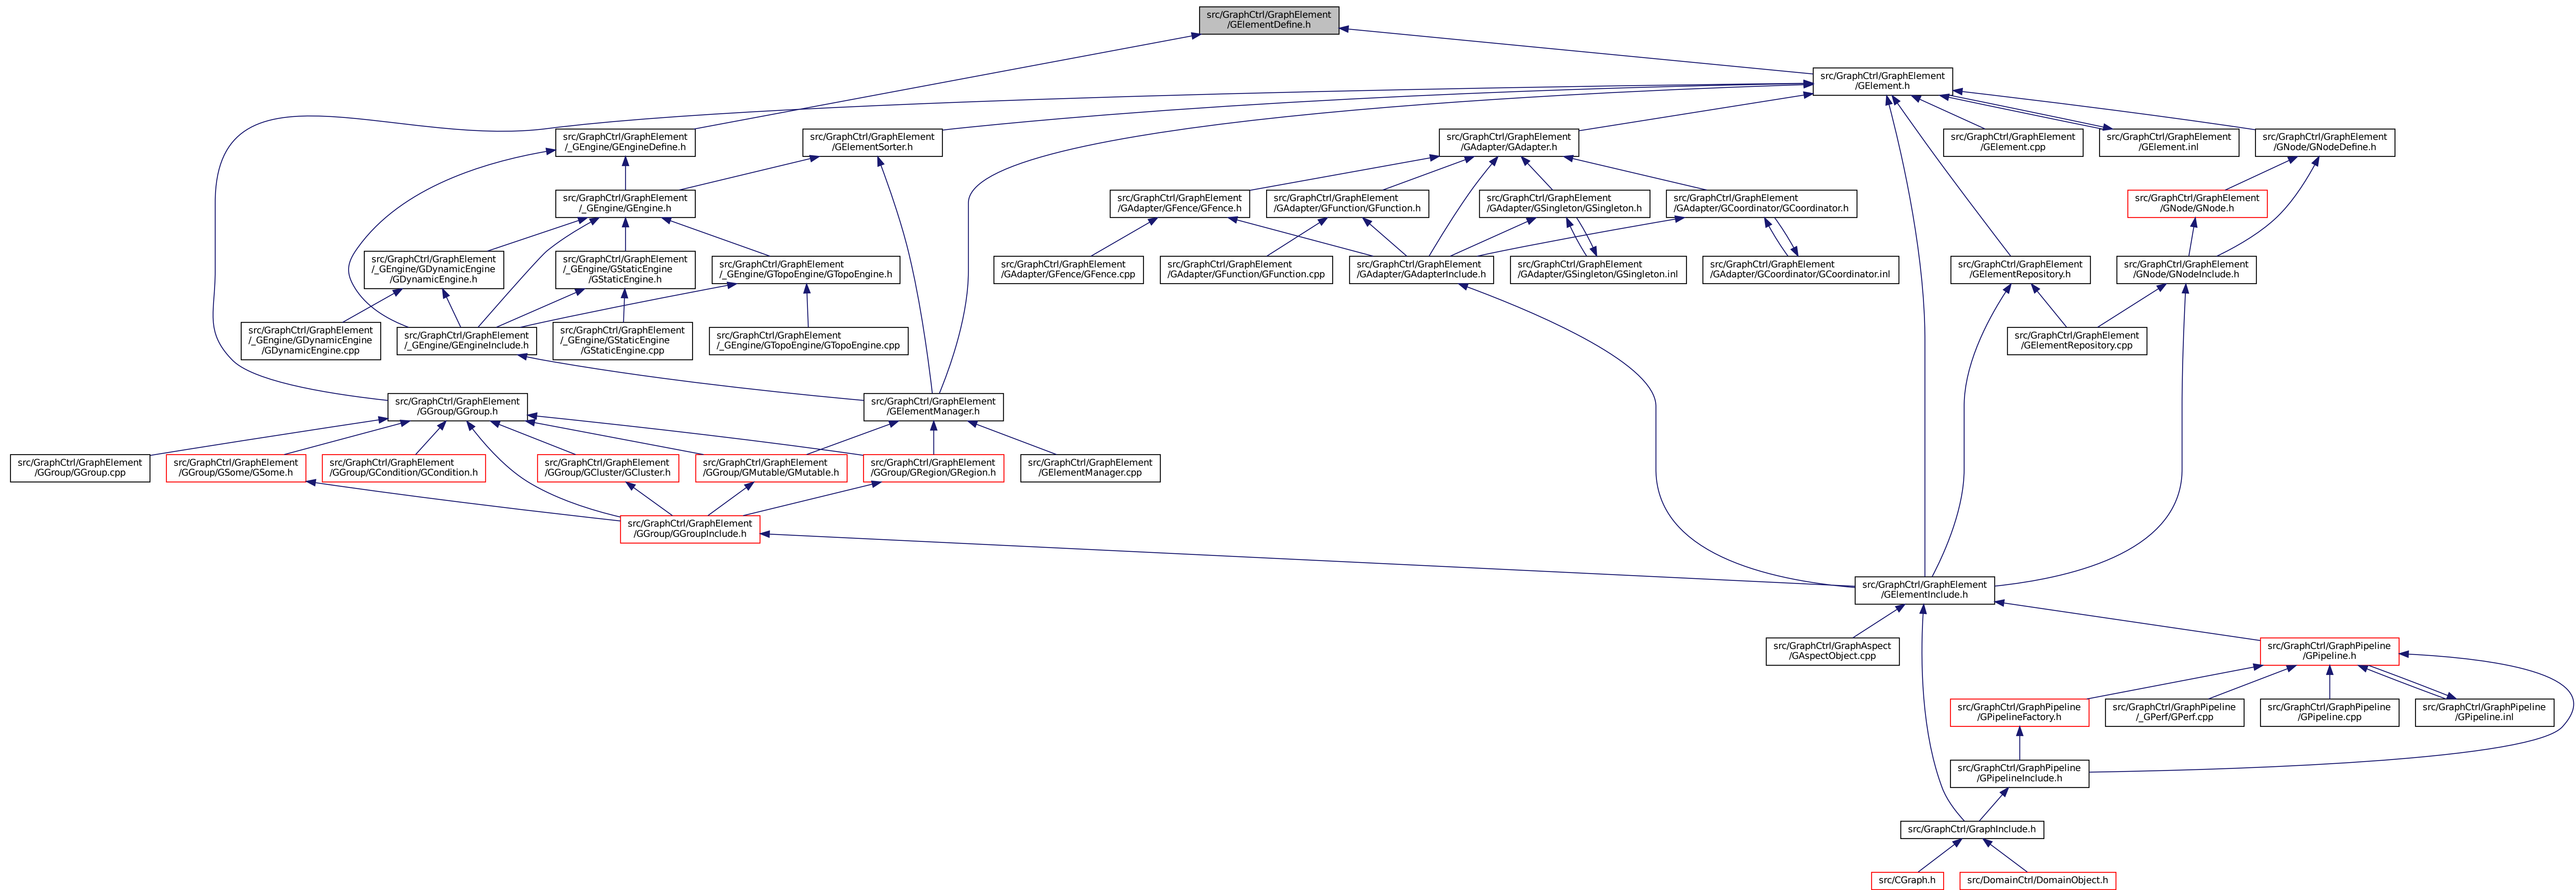 src/GraphCtrl/GraphElement
/GElementDefine.h
src/GraphCtrl/GraphElement
/GElement.h
src/GraphCtrl/GraphElement
/_GEngine/GEngineDefine.h
src/GraphCtrl/GraphElement
/GElementSorter.h
src/GraphCtrl/GraphElement
/GAdapter/GAdapter.h
src/GraphCtrl/GraphElement
/GElement.cpp
src/GraphCtrl/GraphElement
/GElement.inl
src/GraphCtrl/GraphElement
/GNode/GNodeDefine.h
src/GraphCtrl/GraphElement
/_GEngine/GEngine.h
src/GraphCtrl/GraphElement
/GAdapter/GFence/GFence.h
src/GraphCtrl/GraphElement
/GAdapter/GFunction/GFunction.h
src/GraphCtrl/GraphElement
/GAdapter/GSingleton/GSingleton.h
src/GraphCtrl/GraphElement
/GAdapter/GCoordinator/GCoordinator.h
src/GraphCtrl/GraphElement
/GNode/GNode.h
src/GraphCtrl/GraphElement
/_GEngine/GDynamicEngine
/GDynamicEngine.h
src/GraphCtrl/GraphElement
/_GEngine/GStaticEngine
/GStaticEngine.h
src/GraphCtrl/GraphElement
/_GEngine/GTopoEngine/GTopoEngine.h
src/GraphCtrl/GraphElement
/GAdapter/GFence/GFence.cpp
src/GraphCtrl/GraphElement
/GAdapter/GFunction/GFunction.cpp
src/GraphCtrl/GraphElement
/GAdapter/GAdapterInclude.h
src/GraphCtrl/GraphElement
/GAdapter/GSingleton/GSingleton.inl
src/GraphCtrl/GraphElement
/GAdapter/GCoordinator/GCoordinator.inl
src/GraphCtrl/GraphElement
/GElementRepository.h
src/GraphCtrl/GraphElement
/GNode/GNodeInclude.h
src/GraphCtrl/GraphElement
/_GEngine/GDynamicEngine
/GDynamicEngine.cpp
src/GraphCtrl/GraphElement
/_GEngine/GEngineInclude.h
src/GraphCtrl/GraphElement
/_GEngine/GStaticEngine
/GStaticEngine.cpp
src/GraphCtrl/GraphElement
/_GEngine/GTopoEngine/GTopoEngine.cpp
src/GraphCtrl/GraphElement
/GElementRepository.cpp
src/GraphCtrl/GraphElement
/GGroup/GGroup.h
src/GraphCtrl/GraphElement
/GElementManager.h
src/GraphCtrl/GraphElement
/GGroup/GGroup.cpp
src/GraphCtrl/GraphElement
/GGroup/GSome/GSome.h
src/GraphCtrl/GraphElement
/GGroup/GCondition/GCondition.h
src/GraphCtrl/GraphElement
/GGroup/GCluster/GCluster.h
src/GraphCtrl/GraphElement
/GGroup/GMutable/GMutable.h
src/GraphCtrl/GraphElement
/GGroup/GRegion/GRegion.h
src/GraphCtrl/GraphElement
/GElementManager.cpp
src/GraphCtrl/GraphElement
/GGroup/GGroupInclude.h
src/GraphCtrl/GraphElement
/GElementInclude.h
src/GraphCtrl/GraphAspect
/GAspectObject.cpp
src/GraphCtrl/GraphPipeline
/GPipeline.h
src/GraphCtrl/GraphPipeline
/GPipelineFactory.h
src/GraphCtrl/GraphPipeline
/_GPerf/GPerf.cpp
src/GraphCtrl/GraphPipeline
/GPipeline.cpp
src/GraphCtrl/GraphPipeline
/GPipeline.inl
src/GraphCtrl/GraphPipeline
/GPipelineInclude.h
src/GraphCtrl/GraphInclude.h
src/CGraph.h
src/DomainCtrl/DomainObject.h